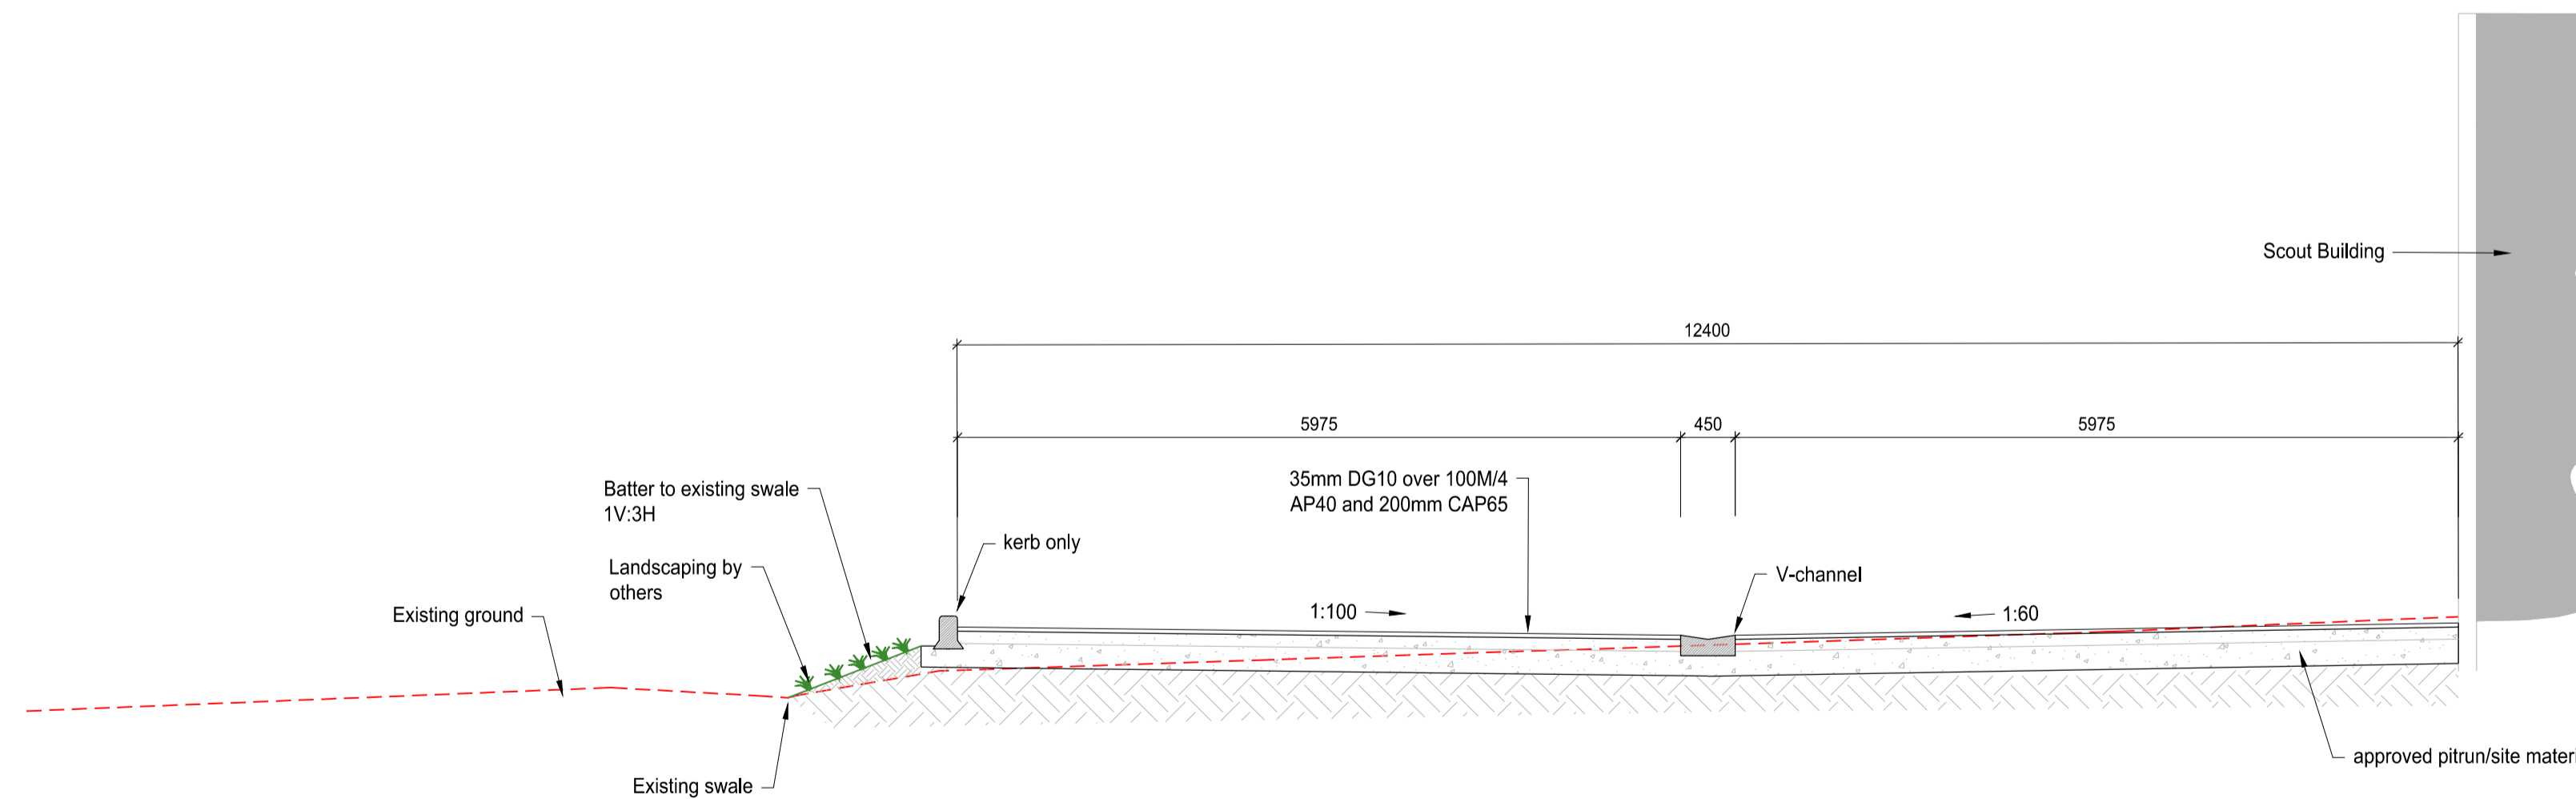 Scout Building
12400
5975
450
5975
35mm DG10 over 100M/4
AP40 and 200mm CAP65
Batter to existing swale
1V:3H
kerb only
Landscaping by
others
V-channel
Existing ground
1:100
1:60
approved pitrun/site materi
Existing swale